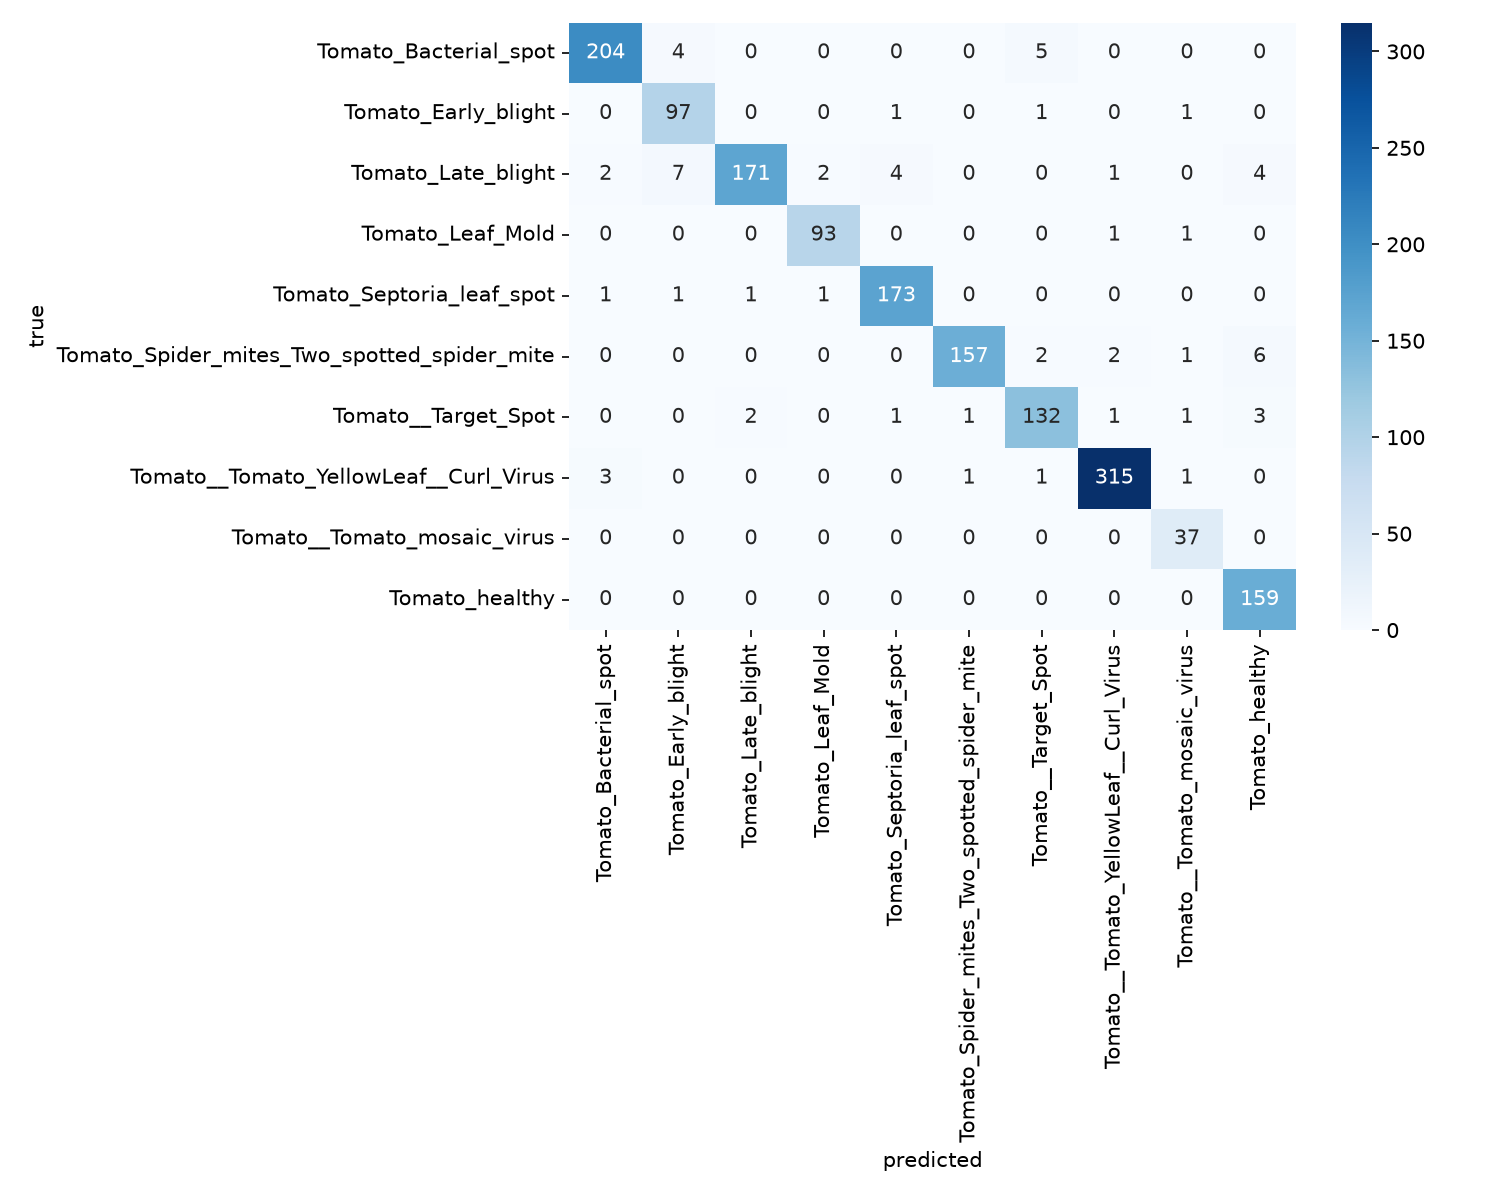 Tomato_Bacterial_spot 204 4 0 0 0 0 5 0 0 0
Tomato_Early_blight 0 97 0 0 1 0 1 0 1 0
Tomato_Late_blight 2 7 171 2 4 0 0 1 0 4
Tomato_Leaf_Mold 0 0 0 93 0 0 0 1 1 0
Tomato_Septoria_leaf_spot 1 1 1 1 173 0 0 0 0 0
Tomato_Spider_mites_Two_spotted_spider_mite 0 0 0 0 0 157 2 2 1 6
Tomato__Target_Spot 0 0 2 0 1 1 132 1 1 3
Tomato__Tomato_YellowLeaf__Curl_Virus 3 0 0 0 0 1 1 315 1 0
Tomato__Tomato_mosaic_virus 0 0 0 0 0 0 0 0 37 0
Tomato_healthy 0 0 0 0 0 0 0 0 0 159
true
Tomato_Bacterial_spot
Tomato_Early_blight
Tomato_Late_blight
Tomato_Leaf_Mold
Tomato_Septoria_leaf_spot
Tomato_Spider_mites_Two_spotted_spider_mite
Tomato__Target_Spot
Tomato__Tomato_YellowLeaf__Curl_Virus
Tomato__Tomato_mosaic_virus
Tomato_healthy
predicted
300
250
200
150
100
50
0